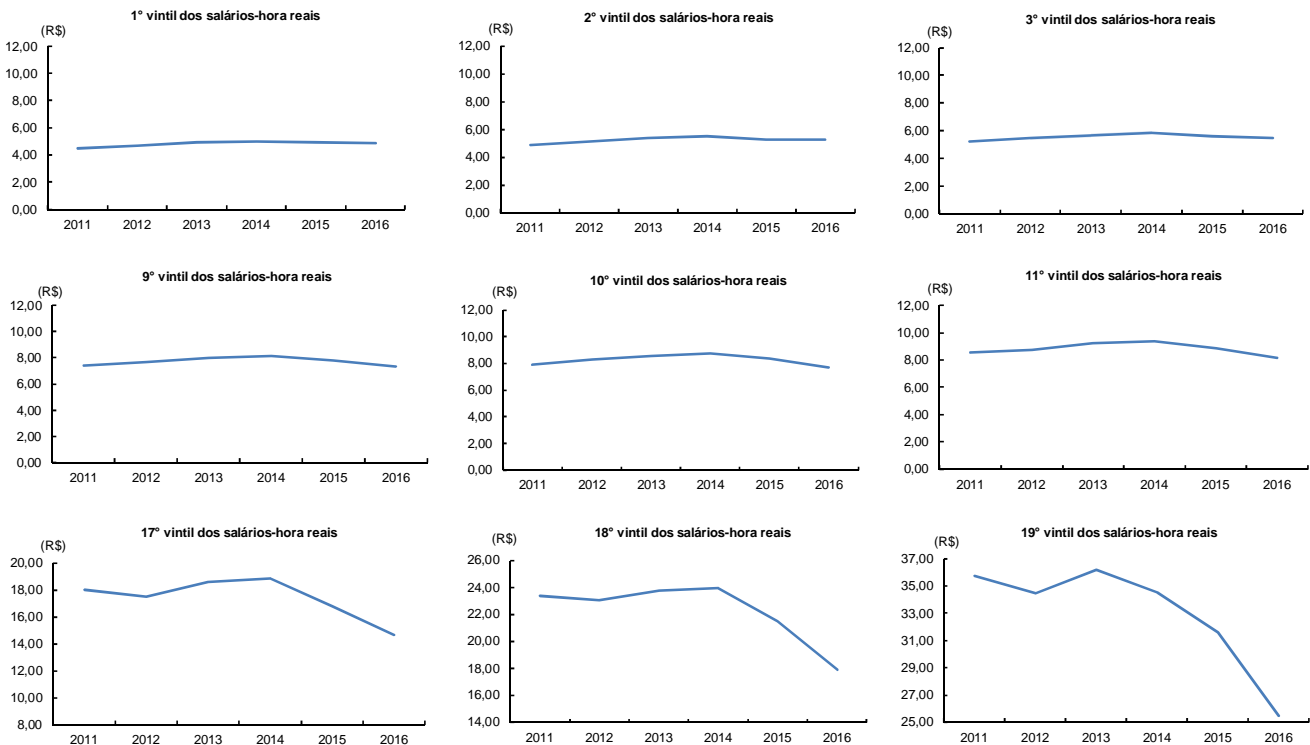 1° vintil dos salários-hora reais
(R$)
12,00
10,00
8,00
6,00
4,00
2,00
0,00
2011 2012 2013 2014 2015 2016
2° vintil dos salários-hora reais
(R$)
12,00
10,00
8,00
6,00
4,00
2,00
0,00
2011 2012 2013 2014 2015 2016
3° vintil dos salários-hora reais
(R$)
12,00
10,00
8,00
6,00
4,00
2,00
0,00
2011 2012 2013 2014 2015 2016
9° vintil dos salários-hora reais
(R$)
12,00
10,00
8,00
6,00
4,00
2,00
0,00
2011 2012 2013 2014 2015 2016
10° vintil dos salários-hora reais
(R$)
12,00
10,00
8,00
6,00
4,00
2,00
0,00
2011 2012 2013 2014 2015 2016
11° vintil dos salários-hora reais
(R$)
12,00
10,00
8,00
6,00
4,00
2,00
0,00
2011 2012 2013 2014 2015 2016
17° vintil dos salários-hora reais
(R$)
20,00
18,00
16,00
14,00
12,00
10,00
8,00
2011 2012 2013 2014 2015 2016
18° vintil dos salários-hora reais
(R$)
26,00
24,00
22,00
20,00
18,00
16,00
14,00
2011 2012 2013 2014 2015 2016
19° vintil dos salários-hora reais
(R$)
37,00
35,00
33,00
31,00
29,00
27,00
25,00
2011 2012 2013 2014 2015 2016